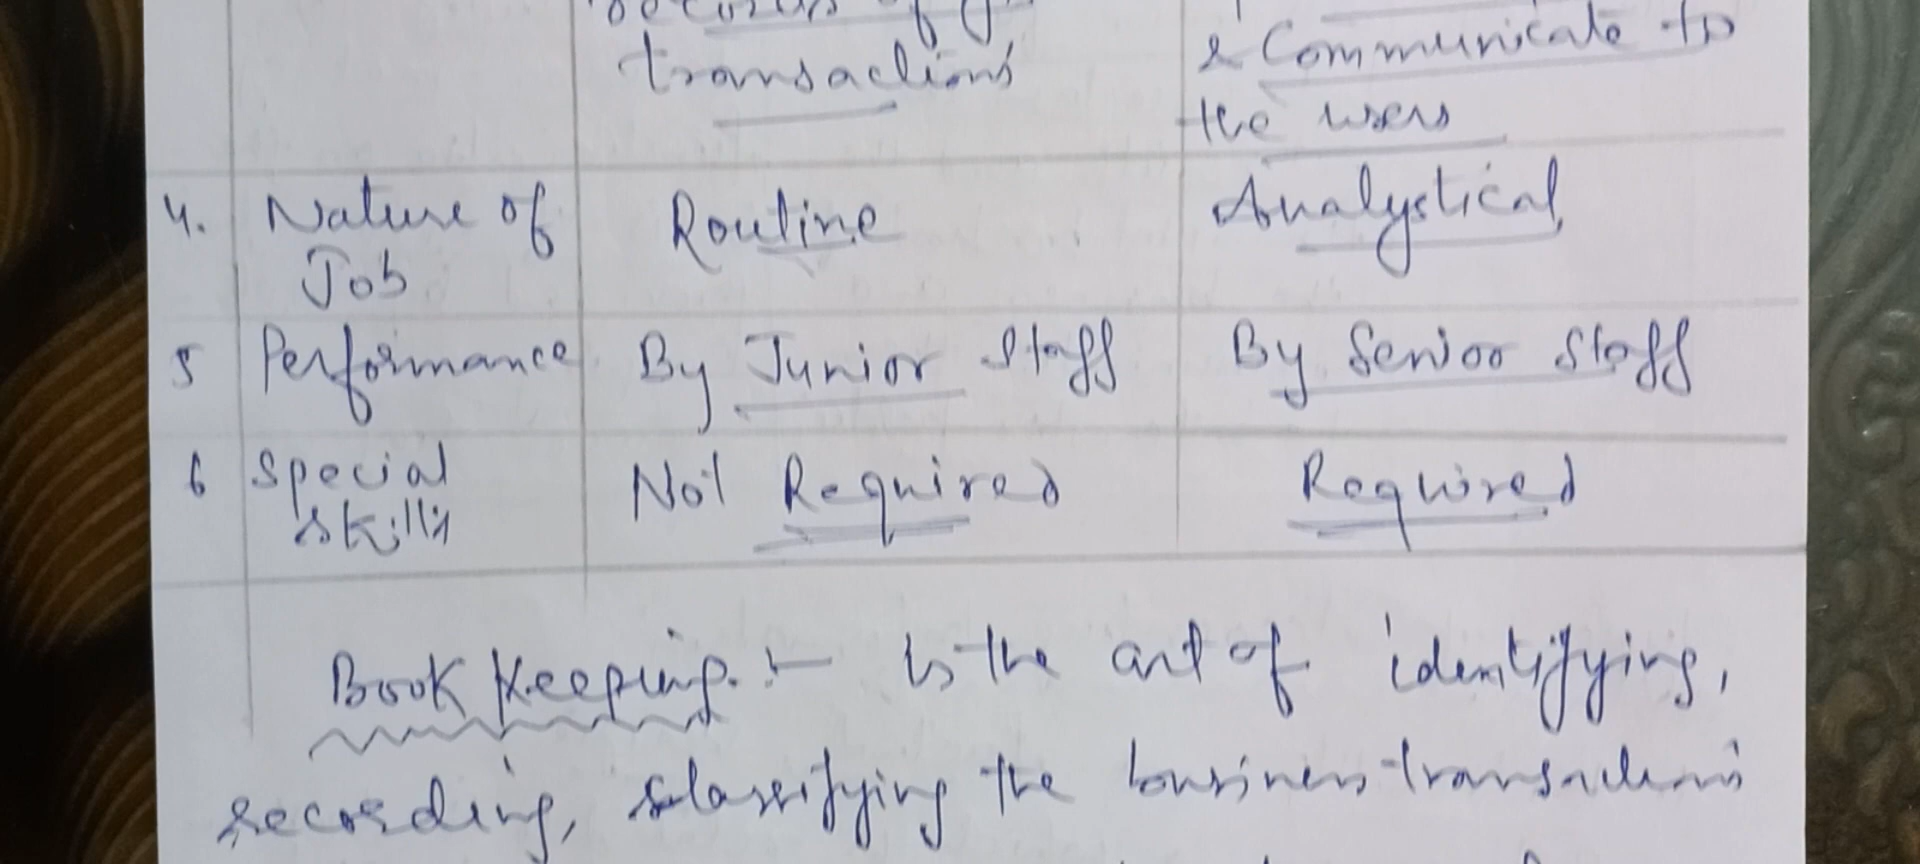 transactions
& Communicate to
the users
4. Nature of Routine Analystical
Job
5 Performance By Junior Staff By Senior Staff
6 Special Not Required Required
skills
Book Keeping :- Is the art of identifying,
recording, classifying the business transactions